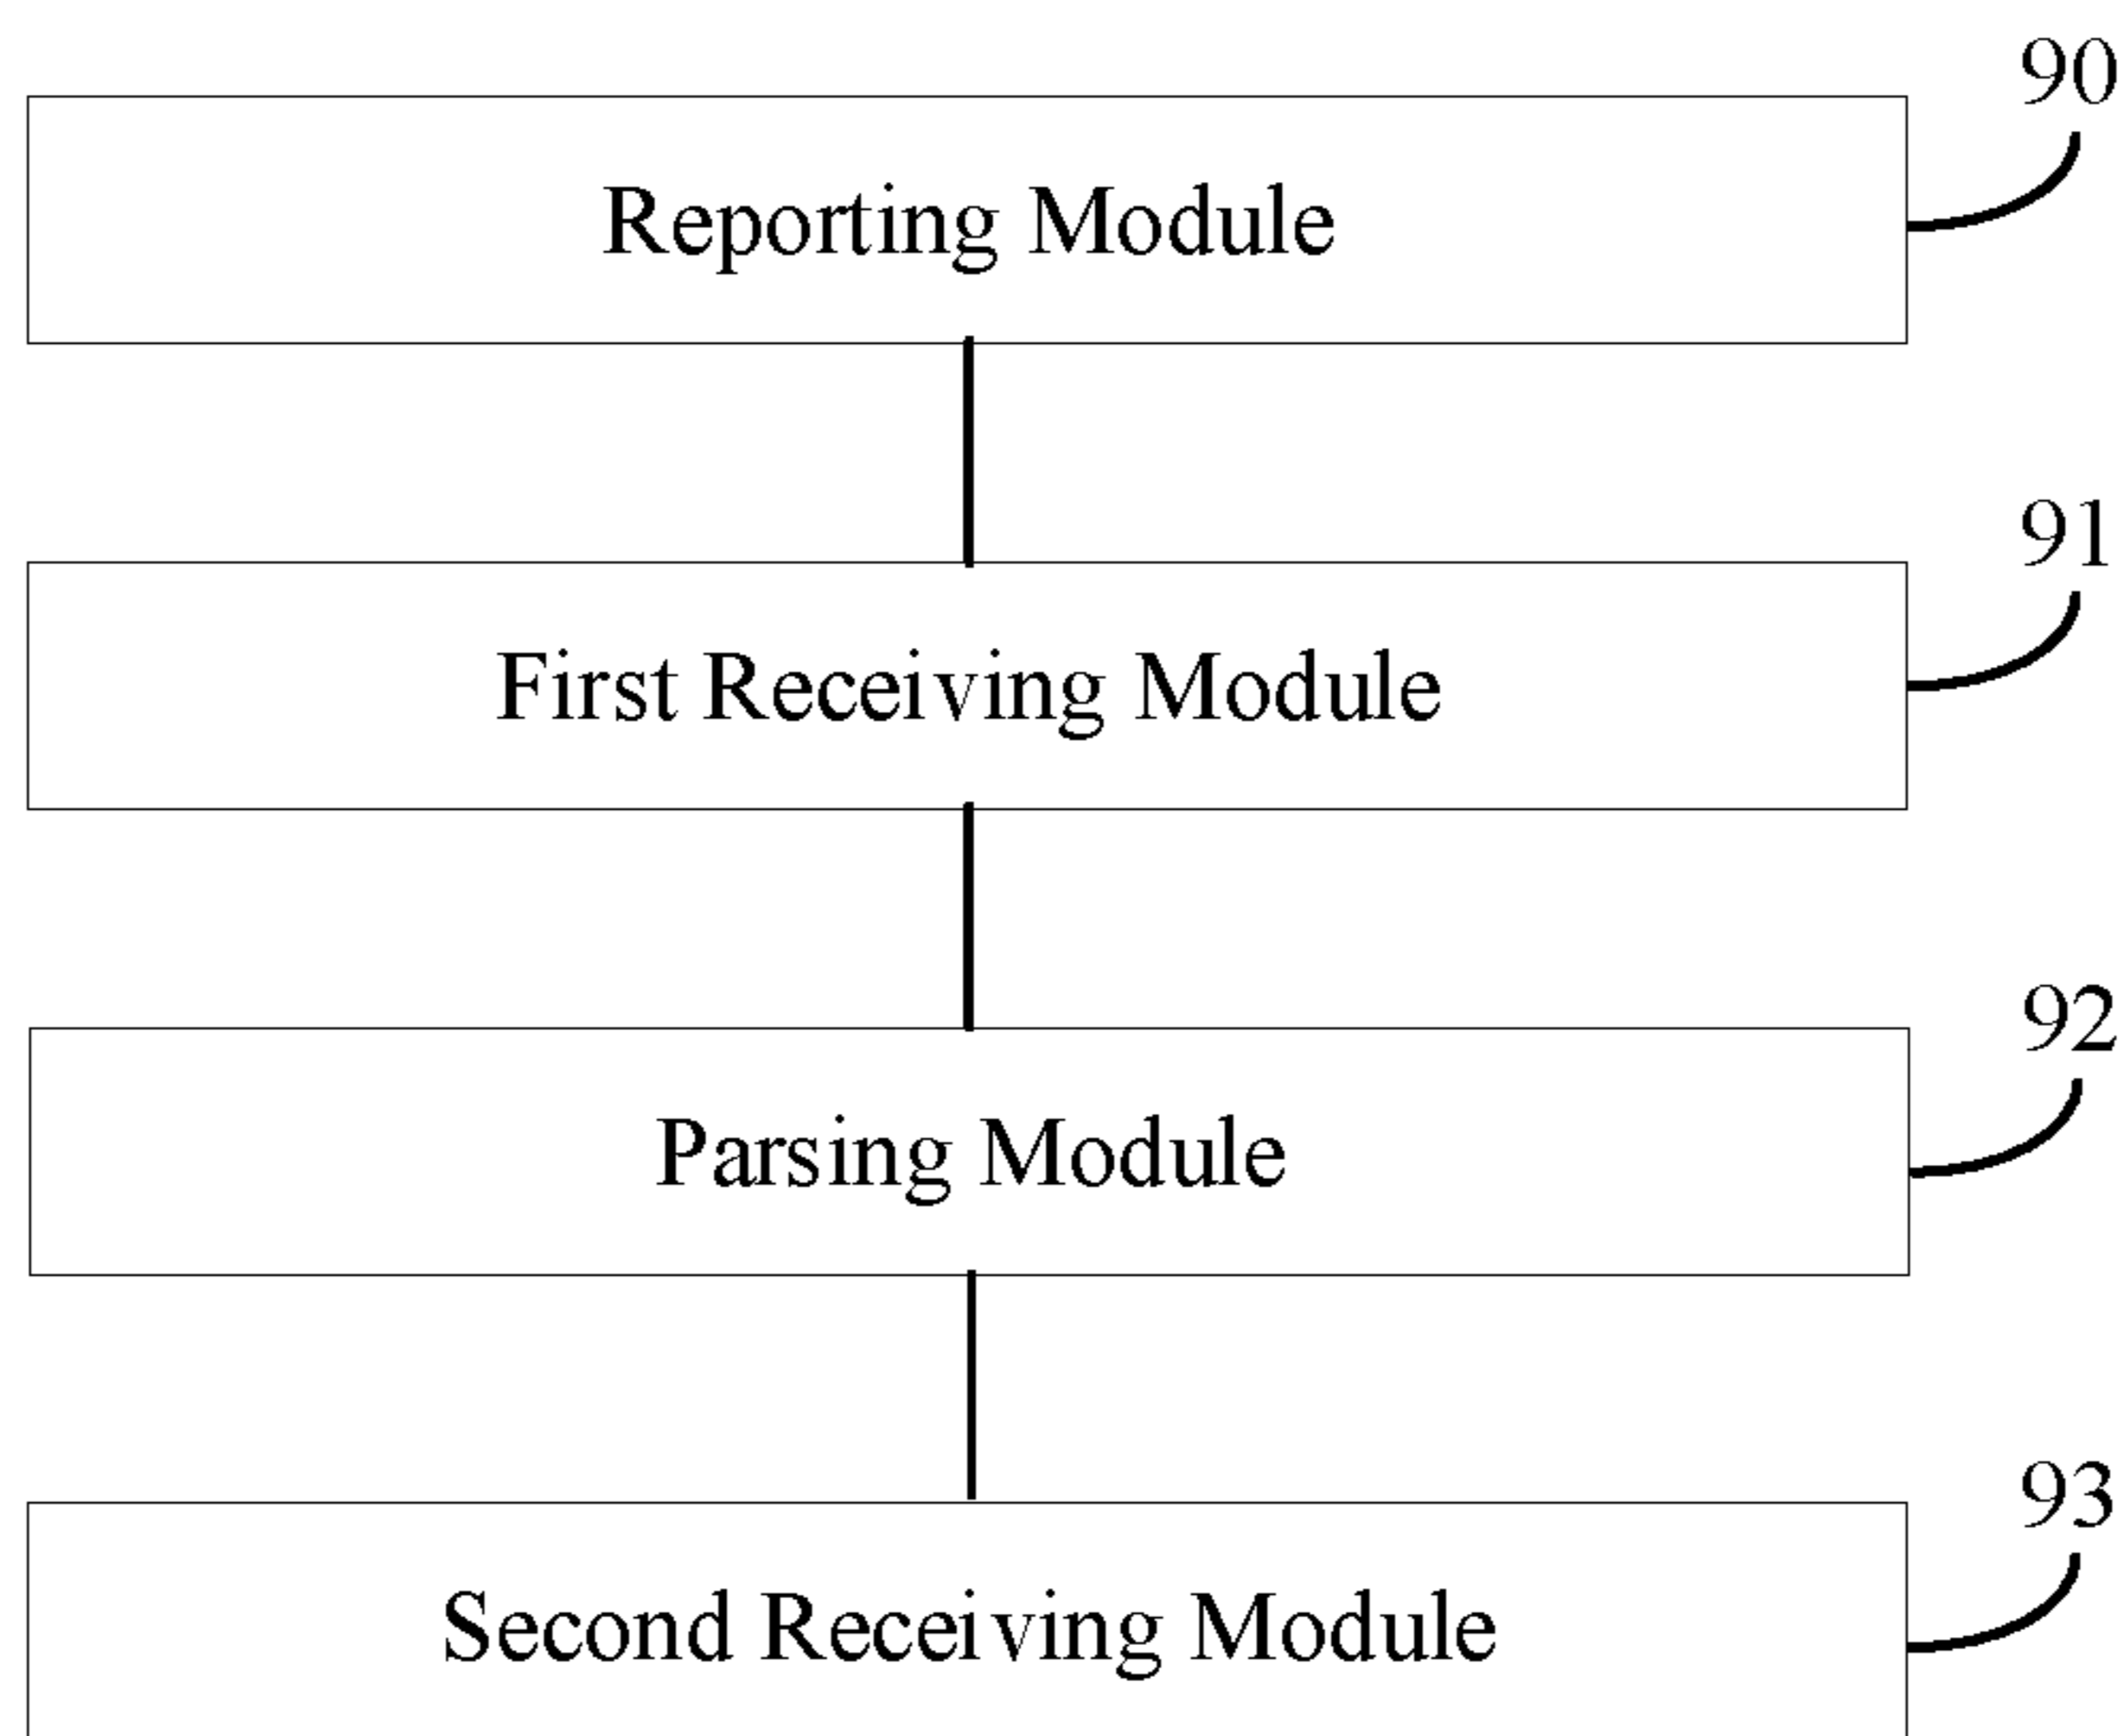 90
Reporting Module
91
First Receiving Module
92
Parsing Module
93
Second Receiving Module